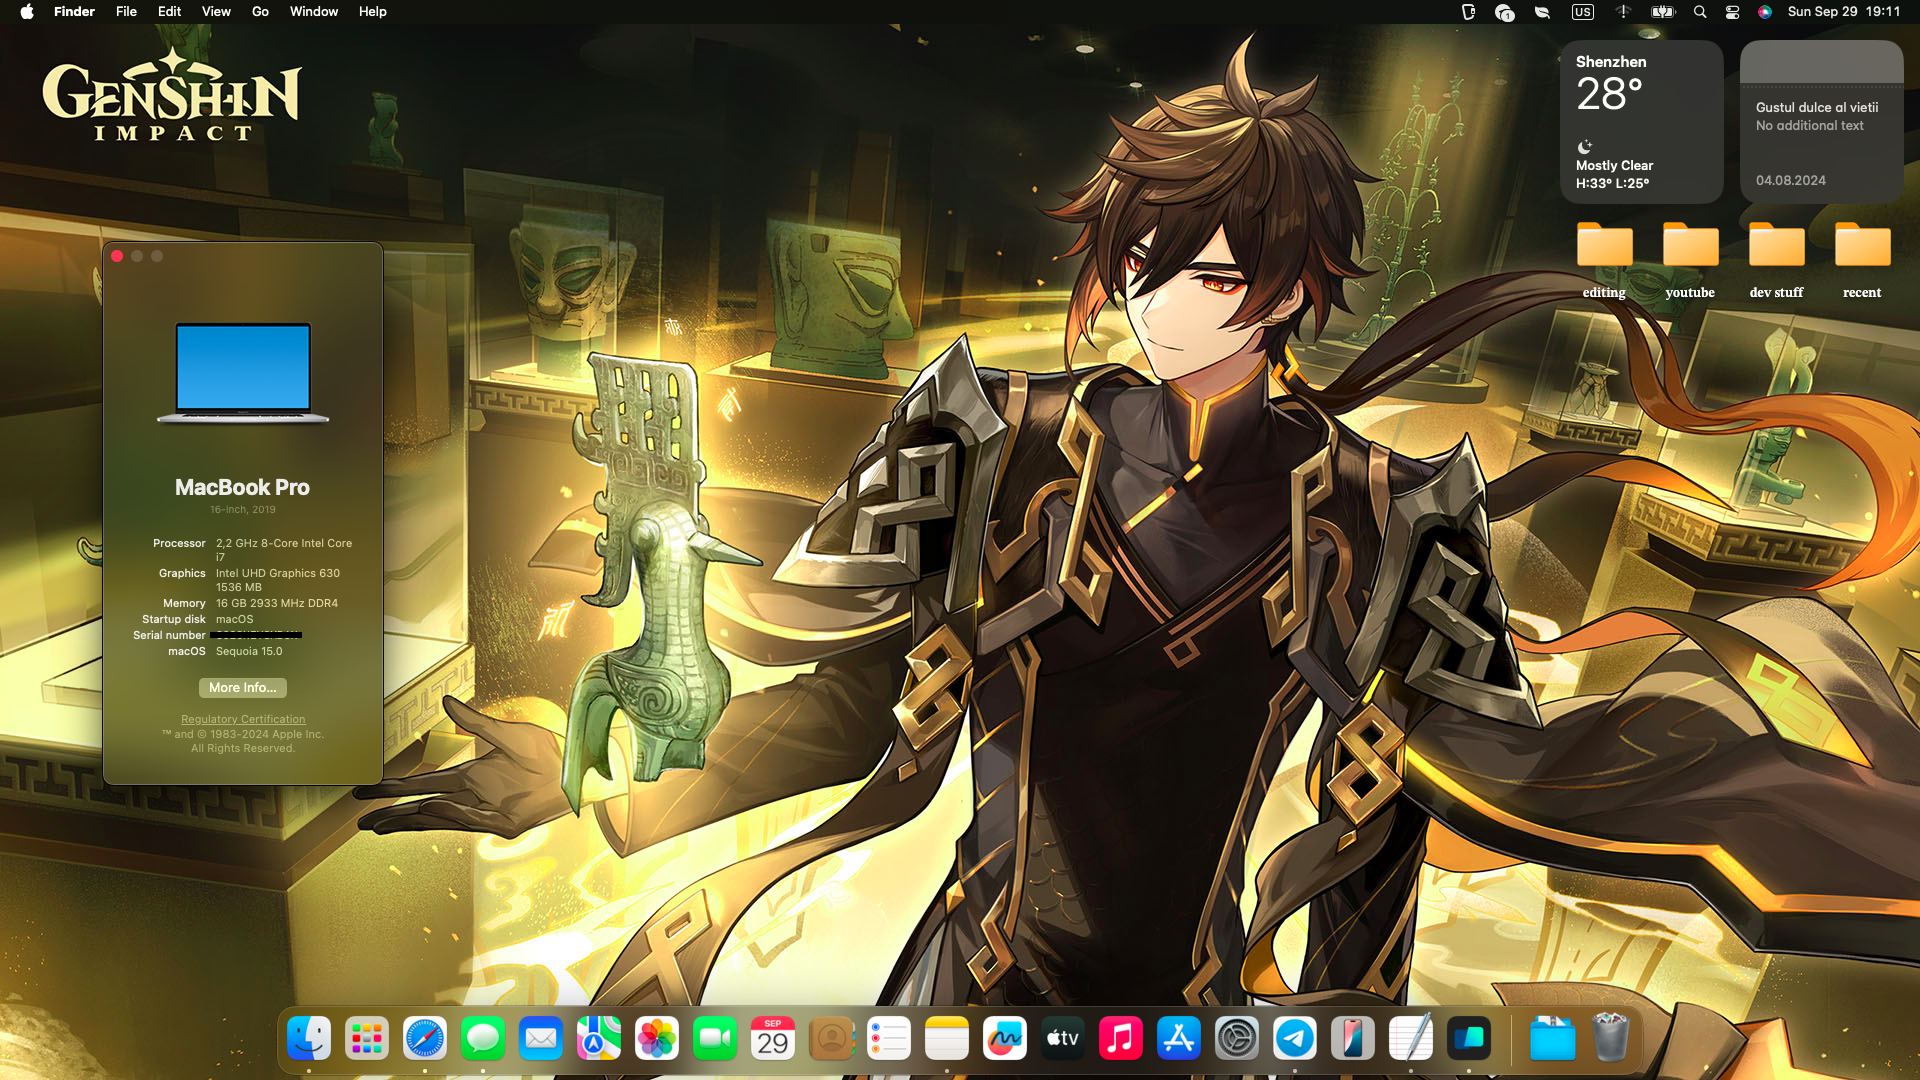 Finder File Edit View Go Window Help
1
US
Sun Sep 29 19:11
GENSHIN
IMPACT
Shenzhen
28°
Mostly Clear
H:33° L:25°
Gustul dulce al vietii
No additional text
04.08.2024
editing youtube dev stuff recent
MacBook Pro
16-inch, 2019
Processor 2,2 GHz 8-Core Intel Core
i7
Graphics Intel UHD Graphics 630
1536 MB
Memory 16 GB 2933 MHz DDR4
Startup disk macOS
Serial number
macOS Sequoia 15.0
More Info...
Regulatory Certification
™ and © 1983-2024 Apple Inc.
All Rights Reserved.
SEP
29
tv